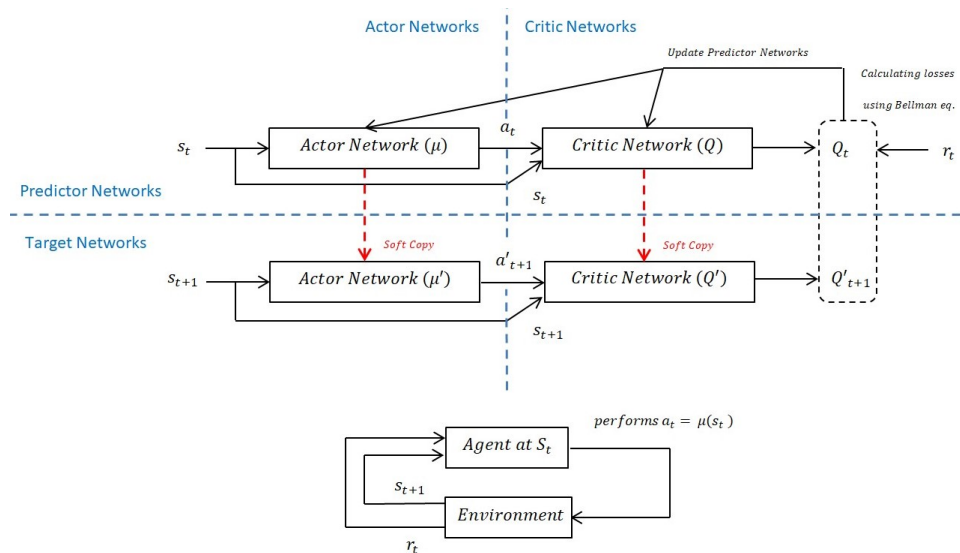 Actor Networks
Critic Networks
Update Predictor Networks
Calculating losses
using Bellman eq.
s_t
Actor Network (μ)
a_t
Critic Network (Q)
Q_t
r_t
s_t
Predictor Networks
Target Networks
Soft Copy
Soft Copy
s_{t+1}
Actor Network (μ')
a'_{t+1}
Critic Network (Q')
Q'_{t+1}
s_{t+1}
performs a_t = μ(s_t)
Agent at S_t
s_{t+1}
Environment
r_t